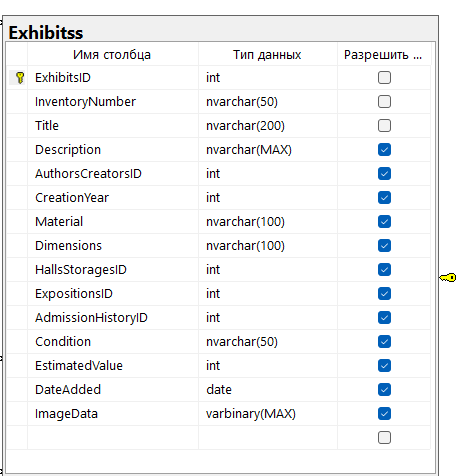 Exhibitss
Имя столбца Тип данных Разрешить ...
ExhibitsID int
InventoryNumber nvarchar(50)
Title nvarchar(200)
Description nvarchar(MAX)
AuthorsCreatorsID int
CreationYear int
Material nvarchar(100)
Dimensions nvarchar(100)
HallsStoragesID int
ExpositionsID int
AdmissionHistoryID int
Condition nvarchar(50)
EstimatedValue int
DateAdded date
ImageData varbinary(MAX)